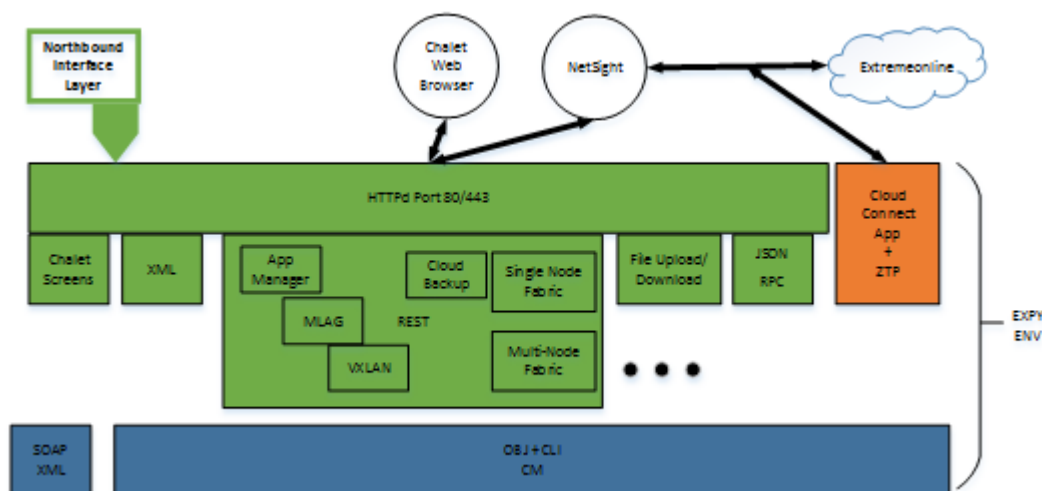 Northbound
Interface
Layer
Chalet
Web
Browser
NetSight
Extremeonline
HTTPd Port 80/443
Cloud
Connect
App
+
ZTP
Chalet
Screens
XML
App
Manager
Cloud
Backup
Single Node
Fabric
MLAG
REST
VXLAN
Multi-Node
Fabric
File Upload/
Download
JSON
RPC
EXPY
ENV
SOAP
XML
OBJ + CLI
CM